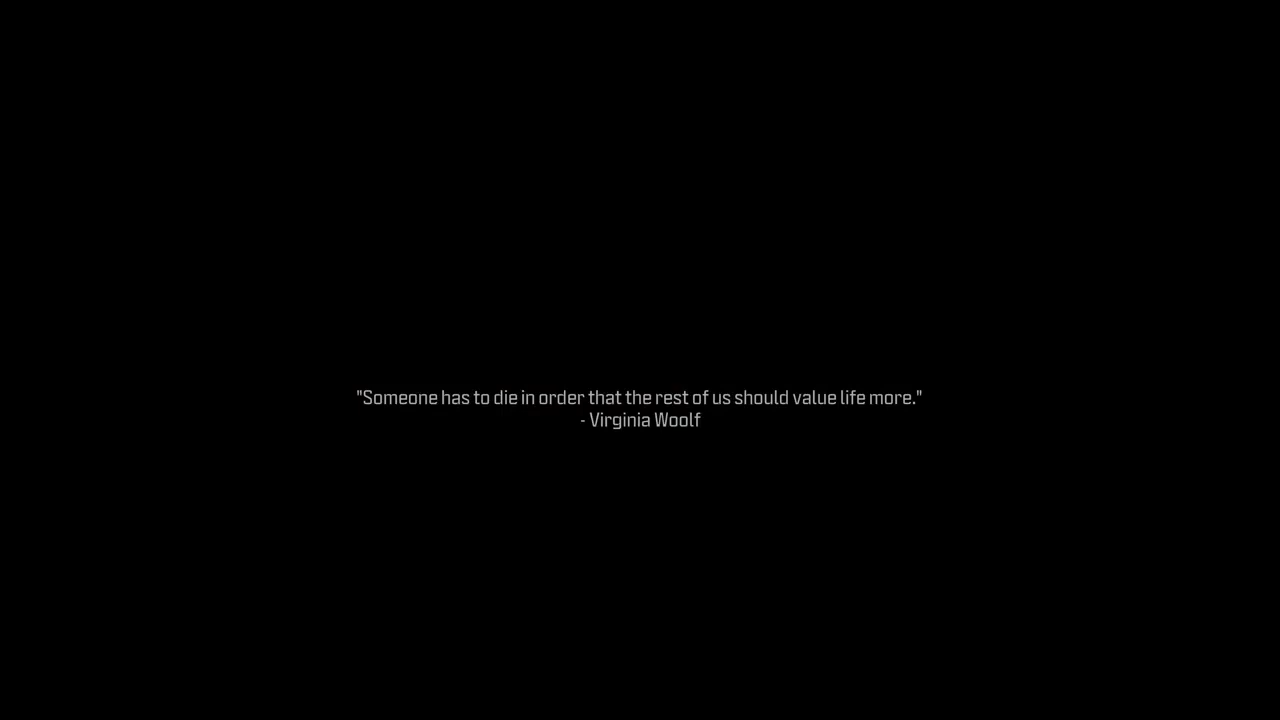 "Someone has to die in order that the rest of us should value life more."
- Virginia Woolf